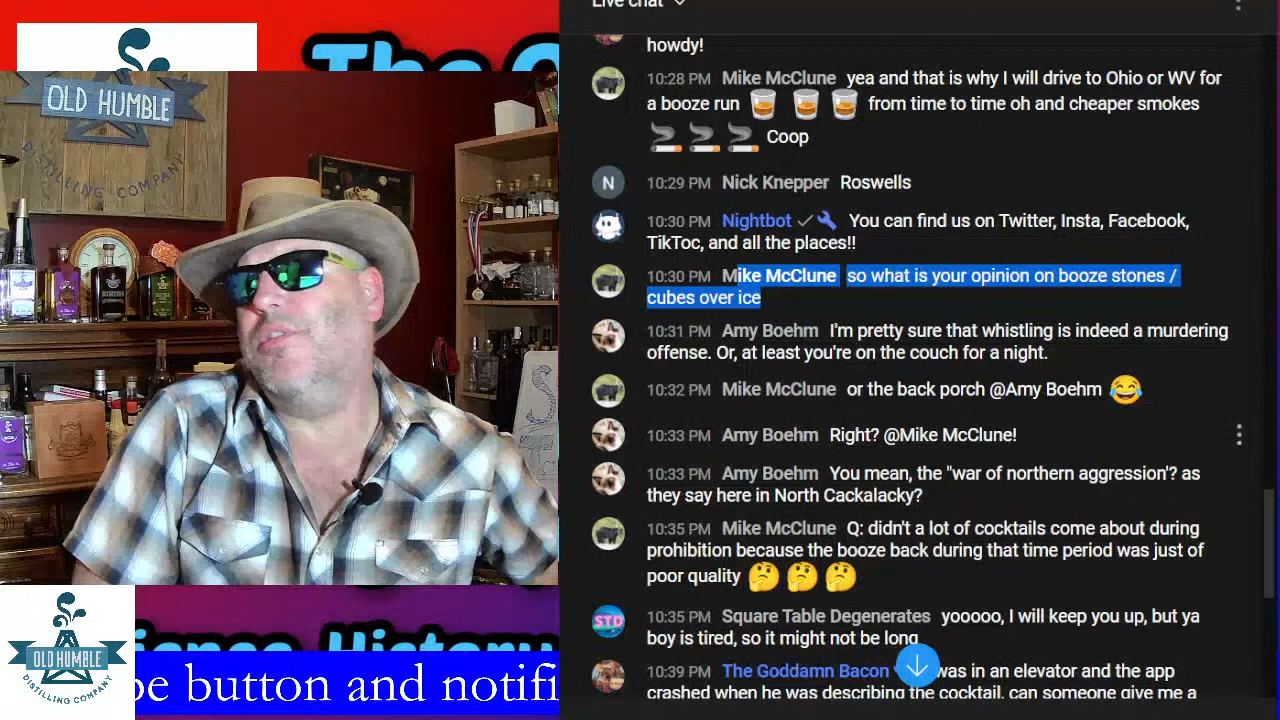 Live chat
The
OLD HUMBLE
DISTILLING COMPANY
howdy!
10:28 PM Mike McClune yea and that is why I will drive to Ohio or WV for
a booze run 🥃 🥃 🥃 from time to time oh and cheaper smokes
🚬 🚬 🚬 Coop
N 10:29 PM Nick Knepper Roswells
10:30 PM Nightbot You can find us on Twitter, Insta, Facebook,
TikToc, and all the places!!
10:30 PM Mike McClune so what is your opinion on booze stones /
cubes over ice
10:31 PM Amy Boehm I'm pretty sure that whistling is indeed a murdering
offense. Or, at least you're on the couch for a night.
10:32 PM Mike McClune or the back porch @Amy Boehm 😂
10:33 PM Amy Boehm Right? @Mike McClune!
10:33 PM Amy Boehm You mean, the "war of northern aggression'? as
they say here in North Cackalacky?
10:35 PM Mike McClune Q: didn't a lot of cocktails come about during
prohibition because the booze back during that time period was just of
poor quality 🤔 🤔 🤔
STD 10:35 PM Square Table Degenerates yooooo, I will keep you up, but ya
boy is tired, so it might not be long
10:39 PM The Goddamn Bacon was in an elevator and the app
crashed when he was describing the cocktail. can someone give me a
OLD HUMBLE
DISTILLING COMPANY
ience, History
be button and notifi